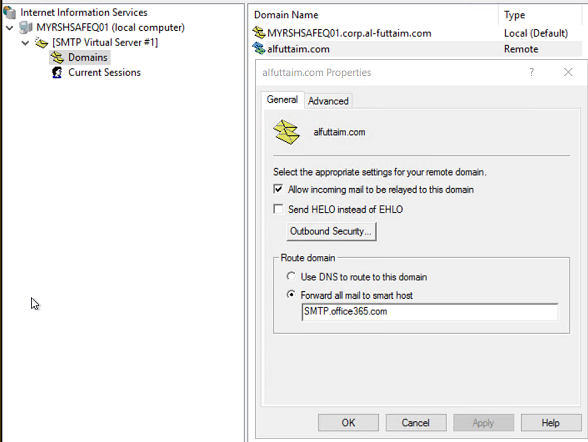 Internet Information Services
MYRSHSAFEQ01 (local computer)
[SMTP Virtual Server #1]
Domains
Current Sessions
Domain Name Type
MYRSHSAFEQ01.corp.al-futtaim.com Local (Default)
alfuttaim.com Remote
alfuttaim.com Properties
General Advanced
alfuttaim.com
Select the appropriate settings for your remote domain.
Allow incoming mail to be relayed to this domain
Send HELO instead of EHLO
Outbound Security...
Route domain
Use DNS to route to this domain
Forward all mail to smart host
SMTP.office365.com
OK Cancel Apply Help